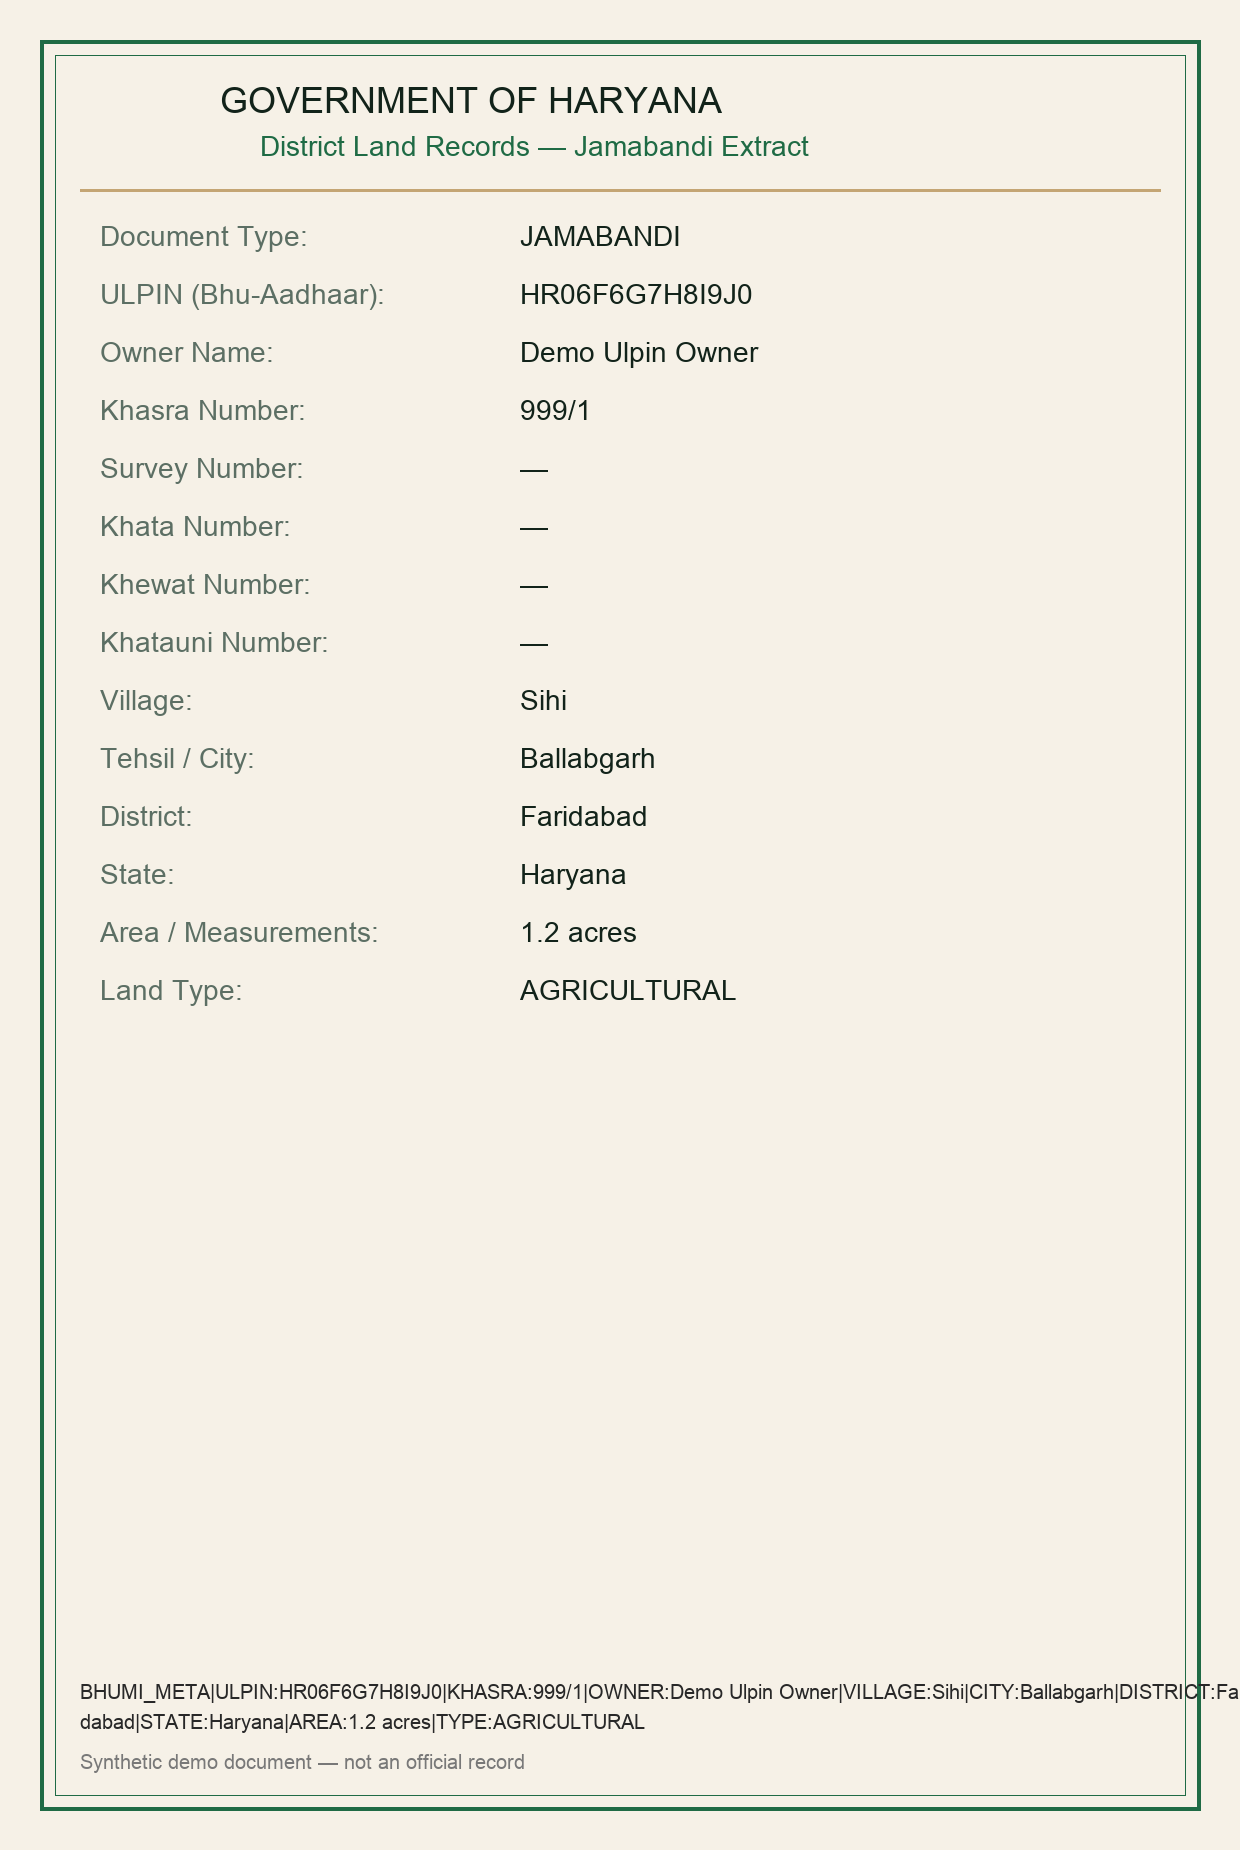 GOVERNMENT OF HARYANA
District Land Records — Jamabandi Extract
Document Type: JAMABANDI
ULPIN (Bhu-Aadhaar): HR06F6G7H8I9J0
Owner Name: Demo Ulpin Owner
Khasra Number: 999/1
Survey Number: —
Khata Number: —
Khewat Number: —
Khatauni Number: —
Village: Sihi
Tehsil / City: Ballabgarh
District: Faridabad
State: Haryana
Area / Measurements: 1.2 acres
Land Type: AGRICULTURAL
BHUMI_META|ULPIN:HR06F6G7H8I9J0|KHASRA:999/1|OWNER:Demo Ulpin Owner|VILLAGE:Sihi|CITY:Ballabgarh|DISTRICT:Fa
dabad|STATE:Haryana|AREA:1.2 acres|TYPE:AGRICULTURAL
Synthetic demo document — not an official record